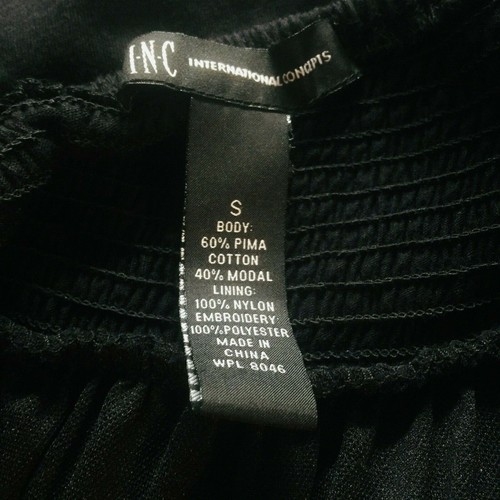 I·N·C INTERNATIONAL CONCEPTS
S
BODY:
60% PIMA
COTTON
40% MODAL
LINING:
100% NYLON
EMBROIDERY:
100% POLYESTER
MADE IN
CHINA
WPL 8046